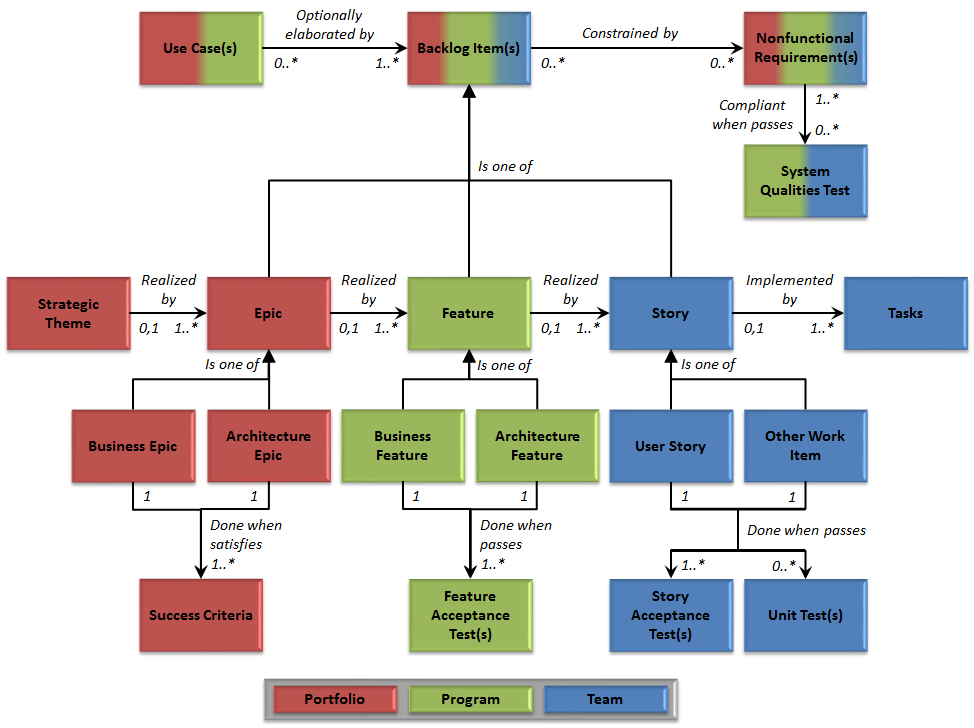 Use Case(s)
Optionally
elaborated by
0..*
1..*
Backlog Item(s)
Constrained by
0..*
0..*
Nonfunctional
Requirement(s)
Compliant
when passes
1..*
0..*
System
Qualities Test
Is one of
Strategic
Theme
Realized
by
0,1
1..*
Epic
Realized
by
0,1
1..*
Feature
Realized
by
0,1
1..*
Story
Implemented
by
0,1
1..*
Tasks
Is one of
Is one of
Is one of
Business Epic
Architecture
Epic
Business
Feature
Architecture
Feature
User Story
Other Work
Item
1
1
1
1
1
1
Done when
satisfies
1..*
Done when
passes
1..*
Done when passes
1..*
0..*
Success Criteria
Feature
Acceptance
Test(s)
Story
Acceptance
Test(s)
Unit Test(s)
Portfolio
Program
Team